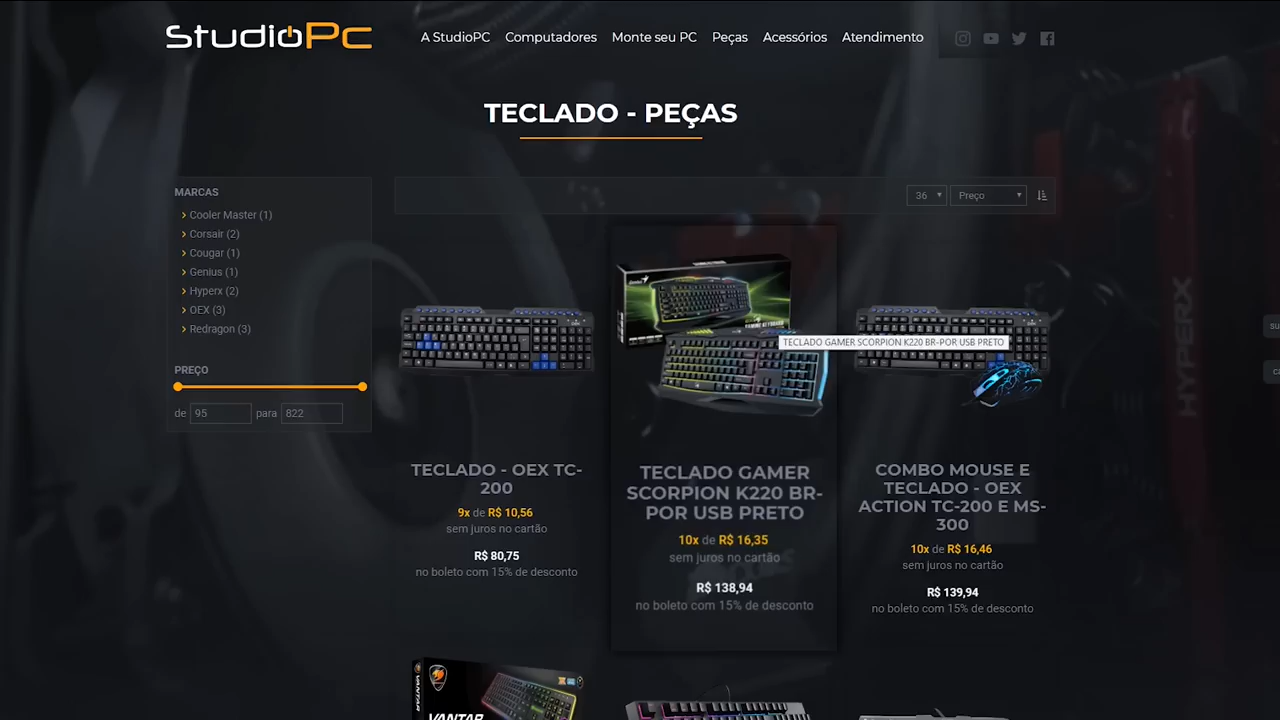 StudioPc
A StudioPC
Computadores
Monte seu PC
Peças
Acessórios
Atendimento
TECLADO - PEÇAS
MARCAS
Cooler Master (1)
Corsair (2)
Cougar (1)
Genius (1)
Hyperx (2)
OEX (3)
Redragon (3)
PREÇO
de 95 para 822
36
Preço
TECLADO GAMER SCORPION K220 BR-POR USB PRETO
TECLADO - OEX TC-
200
9x de R$ 10,56
sem juros no cartão
R$ 80,75
no boleto com 15% de desconto
TECLADO GAMER
SCORPION K220 BR-
POR USB PRETO
10x de R$ 16,35
sem juros no cartão
R$ 138,94
no boleto com 15% de desconto
COMBO MOUSE E
TECLADO - OEX
ACTION TC-200 E MS-
300
10x de R$ 16,46
sem juros no cartão
R$ 139,94
no boleto com 15% de desconto
HYPERX
VANTAR
VANTAR